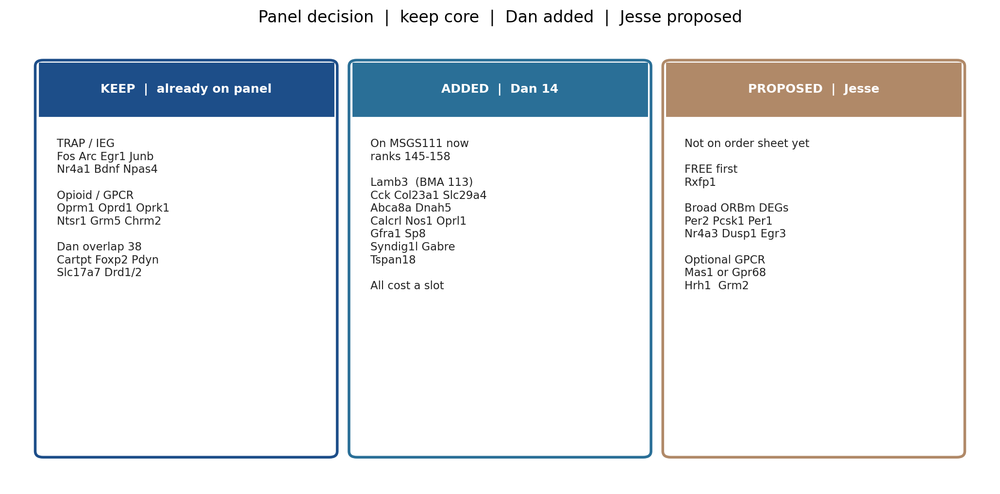 Panel decision | keep core | Dan added | Jesse proposed
KEEP | already on panel
TRAP / IEG
Fos Arc Egr1 Junb
Nr4a1 Bdnf Npas4
Opioid / GPCR
Oprm1 Oprd1 Oprk1
Ntsr1 Grm5 Chrm2
Dan overlap 38
Cartpt Foxp2 Pdyn
Slc17a7 Drd1/2
ADDED | Dan 14
On MSGS111 now
ranks 145-158
Lamb3 (BMA 113)
Cck Col23a1 Slc29a4
Abca8a Dnah5
Calcrl Nos1 Oprl1
Gfra1 Sp8
Syndig1l Gabre
Tspan18
All cost a slot
PROPOSED | Jesse
Not on order sheet yet
FREE first
Rxfp1
Broad ORBm DEGs
Per2 Pcsk1 Per1
Nr4a3 Dusp1 Egr3
Optional GPCR
Mas1 or Gpr68
Hrh1 Grm2